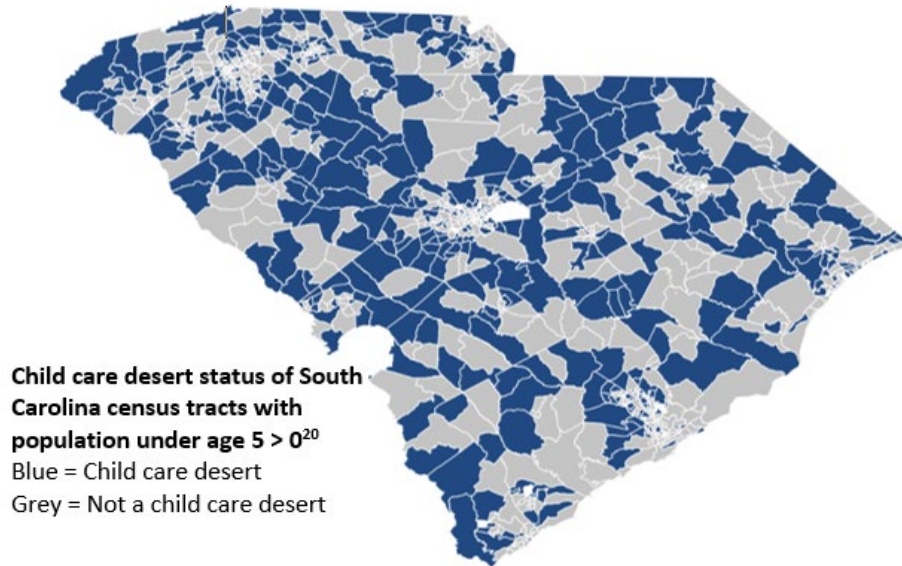 Child care desert status of South
Carolina census tracts with
population under age 5 > 0²⁰
Blue = Child care desert
Grey = Not a child care desert